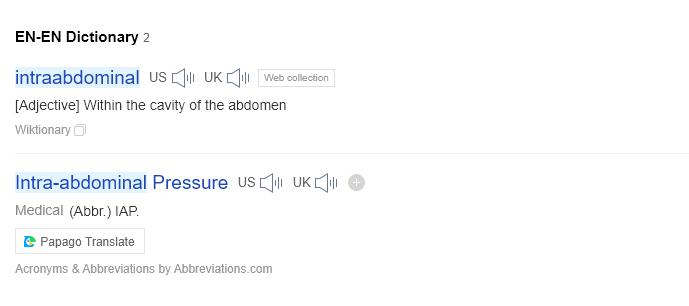 EN-EN Dictionary 2
intraabdominal US UK Web collection
[Adjective] Within the cavity of the abdomen
Wiktionary
Intra-abdominal Pressure US UK
Medical (Abbr.) IAP.
Papago Translate
Acronyms & Abbreviations by Abbreviations.com